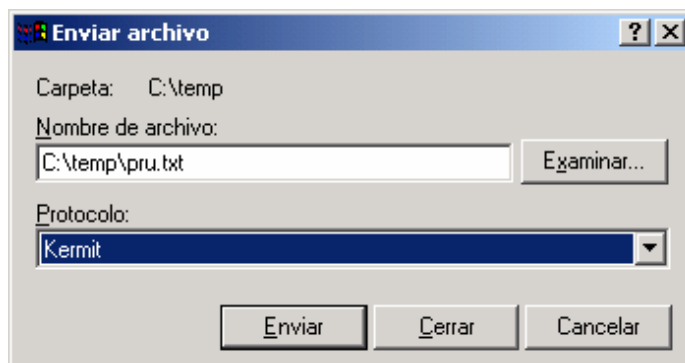 Enviar archivo
Carpeta: C:\temp
Nombre de archivo:
C:\temp\pru.txt
Examinar...
Protocolo:
Kermit
Enviar Cerrar Cancelar